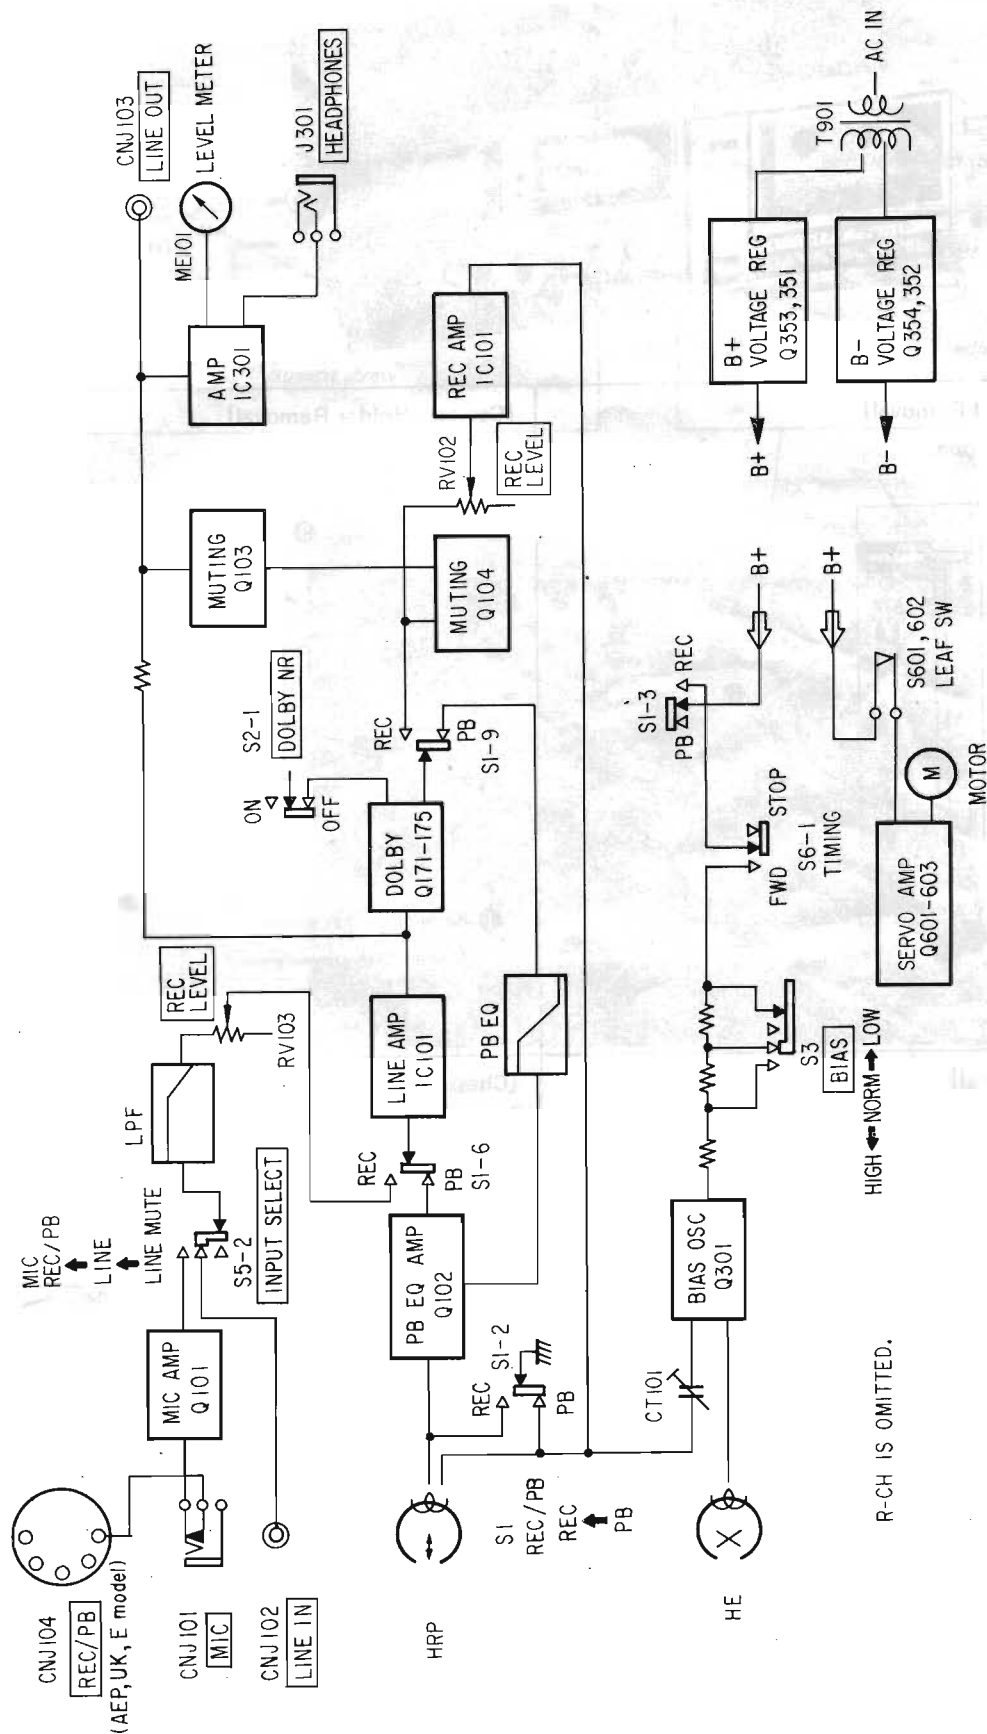 CNJ104
REC/PB
(AEP, UK, E model)
CNJ101
MIC
CNJ102
LINE IN
MIC AMP
Q101
MIC
REC/PB
LINE
LINE MUTE
S5-2
INPUT SELECT
LPF
REC
LEVEL
RV103
CNJ103
LINE OUT
ME101
LEVEL METER
J301
HEADPHONES
AMP
IC301
MUTING
Q103
MUTING
Q104
S2-1
DOLBY NR
ON
OFF
DOLBY
Q171-175
REC
PB
S1-9
RV102
REC
LEVEL
REC AMP
IC101
LINE AMP
IC101
REC
PB
S1-6
PB EQ
PB EQ AMP
Q102
HRP
REC
S1-2
PB
S1
REC/PB
REC
PB
CT101
HE
BIAS OSC
Q301
S3
BIAS
HIGH
NORM
LOW
FWD
STOP
S6-1
TIMING
S1-3
PB
REC
B+
B+
S601, 602
LEAF SW
SERVO AMP
Q601-603
M
MOTOR
B+
B-
B+
VOLTAGE REG
Q353, 351
B-
VOLTAGE REG
Q354, 352
T901
AC IN
R-CH IS OMITTED.